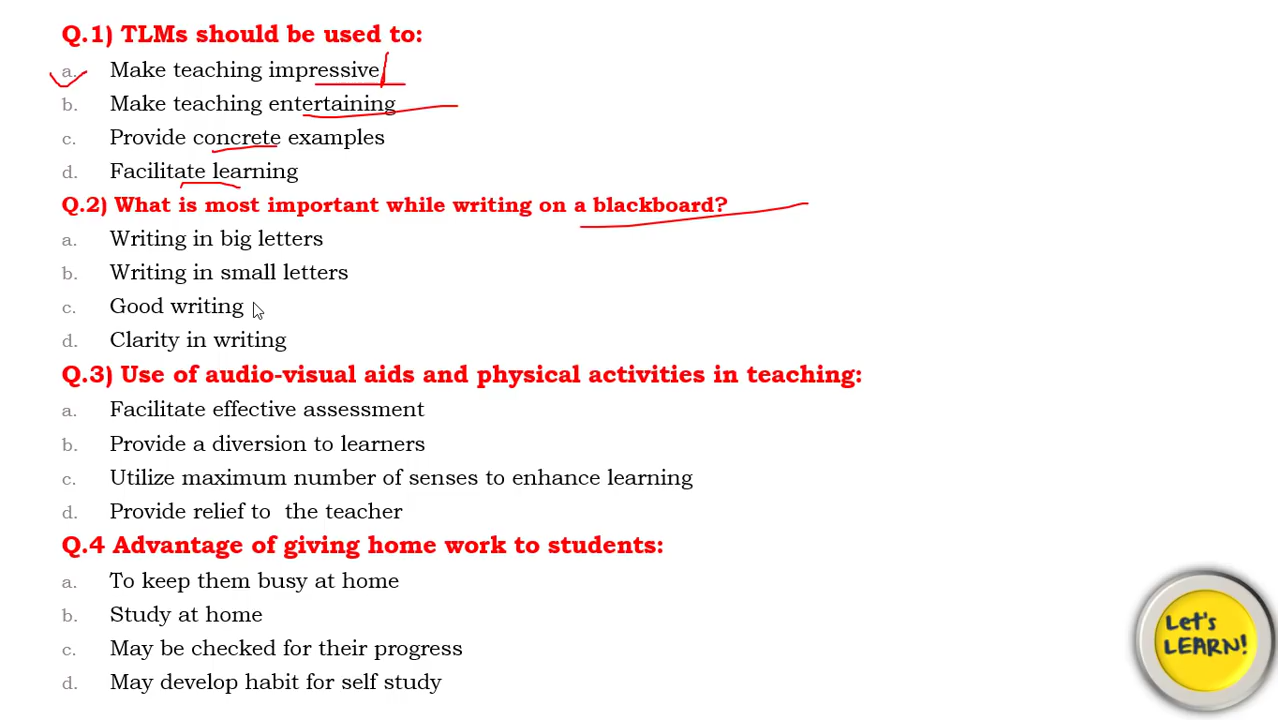 Q.1) TLMs should be used to:
a. Make teaching impressive
b. Make teaching entertaining
c. Provide concrete examples
d. Facilitate learning
Q.2) What is most important while writing on a blackboard?
a. Writing in big letters
b. Writing in small letters
c. Good writing
d. Clarity in writing
Q.3) Use of audio-visual aids and physical activities in teaching:
a. Facilitate effective assessment
b. Provide a diversion to learners
c. Utilize maximum number of senses to enhance learning
d. Provide relief to the teacher
Q.4 Advantage of giving home work to students:
a. To keep them busy at home
b. Study at home
c. May be checked for their progress
d. May develop habit for self study
Let's
LEARN!